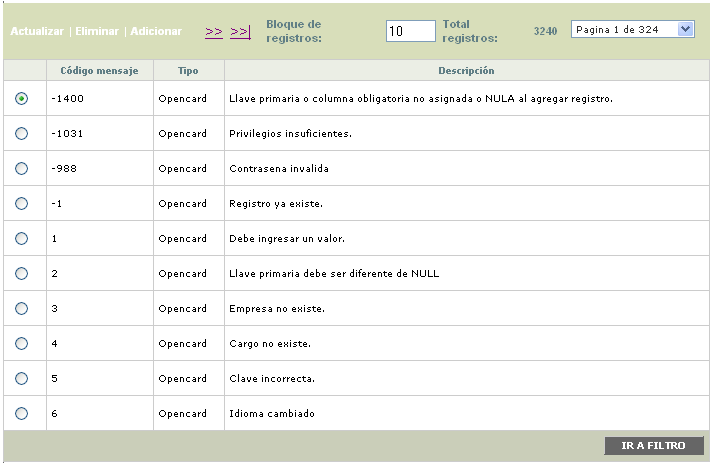 Actualizar | Eliminar | Adicionar >> >>| Bloque de registros: 10 Total registros: 3240 Pagina 1 de 324
Código mensaje Tipo Descripción
-1400 Opencard Llave primaria o columna obligatoria no asignada o NULA al agregar registro.
-1031 Opencard Privilegios insuficientes.
-988 Opencard Contrasena invalida
-1 Opencard Registro ya existe.
1 Opencard Debe ingresar un valor.
2 Opencard Llave primaria debe ser diferente de NULL
3 Opencard Empresa no existe.
4 Opencard Cargo no existe.
5 Opencard Clave incorrecta.
6 Opencard Idioma cambiado
IR A FILTRO